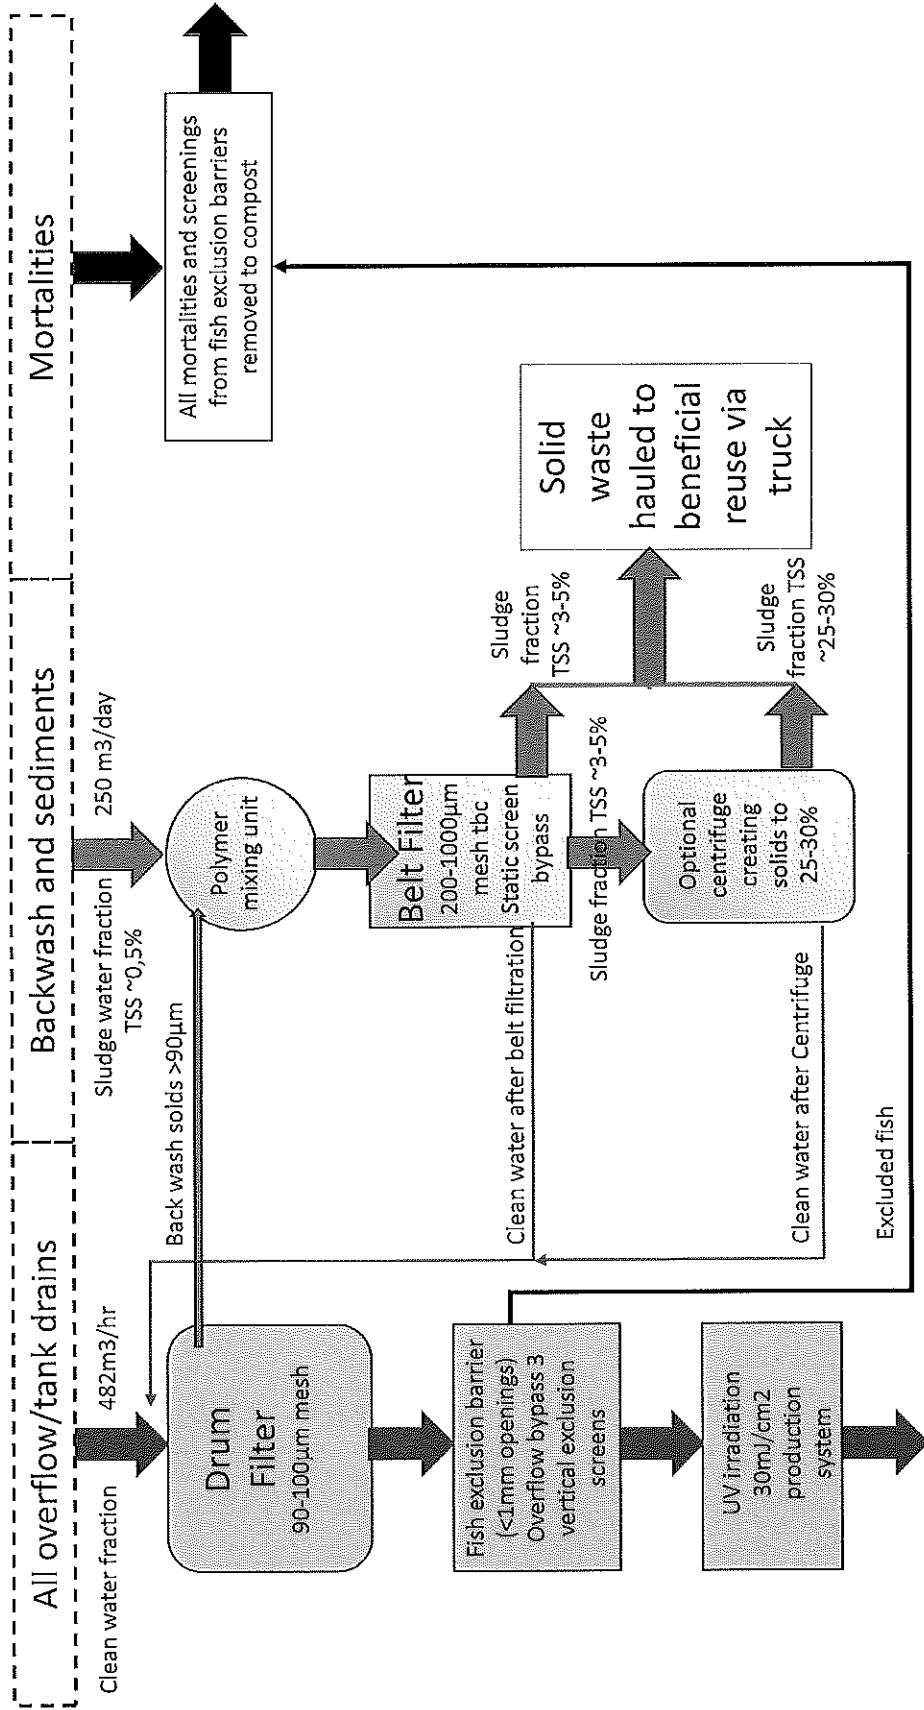 All overflow/tank drains
Backwash and sediments
Mortalities
Clean water fraction
482m3/hr
Sludge water fraction
TSS ~0,5%
250 m3/day
Drum
Filter
90-100µm mesh
Back wash solds >90µm
Polymer
mixing unit
All mortalities and screenings
from fish exclusion barriers
removed to compost
Belt Filter
200-1000µm
mesh tbc
Static screen
bypass
Clean water after belt filtration
Sludge
fraction
TSS ~3-5%
Sludge fraction TSS ~3-5%
Solid
waste
hauled to
beneficial
reuse via
truck
Fish exclusion barrier
(<1mm openings)
Overflow bypass 3
vertical exclusion
screens
Optional
centrifuge
creating
solids to
25-30%
Sludge
fraction TSS
~25-30%
Clean water after Centrifuge
UV irradiation
30mJ/cm2
production
system
Excluded fish